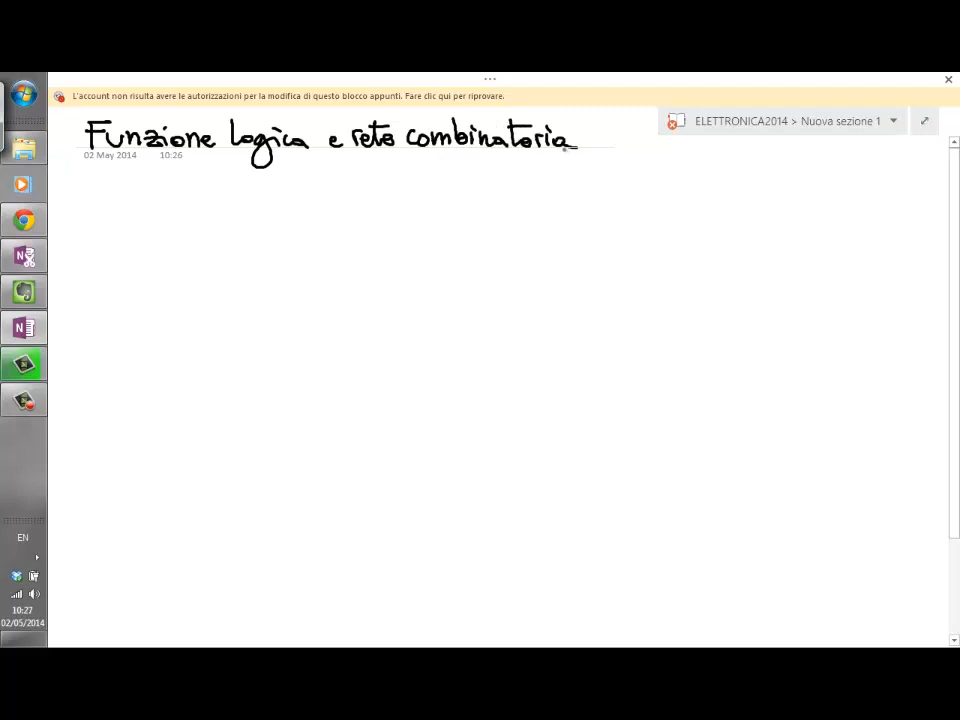 L'account non risulta avere le autorizzazioni per la modifica di questo blocco appunti. Fare clic qui per riprovare.
ELETTRONICA2014 > Nuova sezione 1
Funzione logica e rete combinatoria
02 May 2014 10:26
EN
10:27
02/05/2014